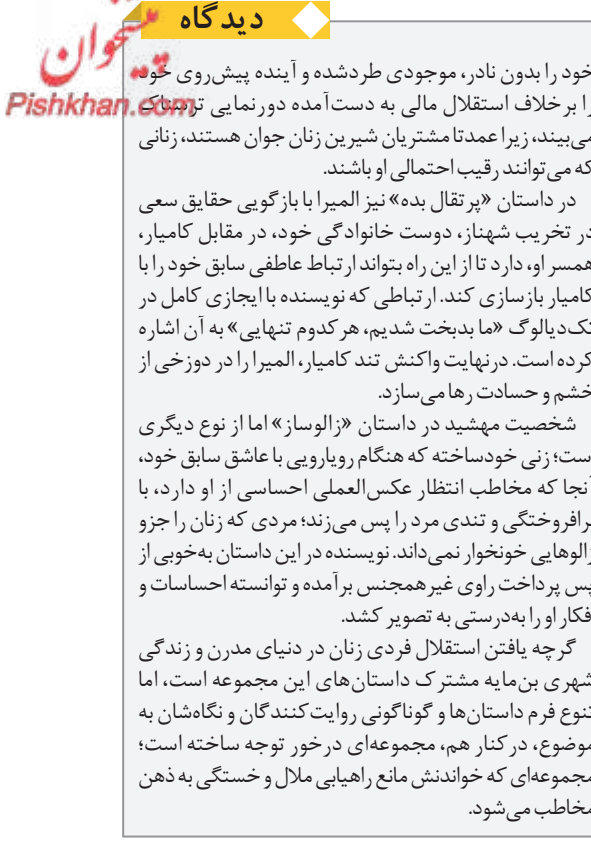 دیدگاه
پیشخوان
Pishkhan.com
خود را بدون نادر، موجودی طردشده و آینده پیش‌روی خود
را برخلاف استقلال مالی به دست‌آمده دورنمایی ترسناک
می‌بیند، زیرا عمدتا مشتریان شیرین زنان جوان هستند، زنانی
که می‌توانند رقیب احتمالی او باشند.
در داستان «پرتقال بده» نیز المیرا با بازگویی حقایق سعی
در تخریب شهناز، دوست خانوادگی خود، در مقابل کامیار،
همسر او، دارد تا از این راه بتواند ارتباط عاطفی سابق خود را با
کامیار بازسازی کند. ارتباطی که نویسنده با ایجازی کامل در
تک‌دیالوگ «ما بدبخت شدیم، هرکدوم تنهایی» به آن اشاره
کرده است. درنهایت واکنش تند کامیار، المیرا را در دوزخی از
خشم و حسادت رها می‌سازد.
شخصیت مهشید در داستان «زالوساز» اما از نوع دیگری
است؛ زنی خودساخته که هنگام رویارویی با عاشق سابق خود،
آنجا که مخاطب انتظار عکس‌العملی احساسی از او دارد، با
برافروختگی و تندی مرد را پس می‌زند؛ مردی که زنان را جزو
زالوهایی خونخوار نمی‌داند. نویسنده در این داستان به‌خوبی از
پس پرداخت راوی غیرهمجنس برآمده و توانسته احساسات و
افکار او را به‌درستی به تصویر کشد.
گرچه یافتن استقلال فردی زنان در دنیای مدرن و زندگی
شهری بن‌مایه مشترک داستان‌های این مجموعه است، اما
تنوع فرم داستان‌ها و گوناگونی روایت‌کنندگان و نگاه‌شان به
موضوع، در کنار هم، مجموعه‌ای درخور توجه ساخته است؛
مجموعه‌ای که خواندنش مانع راهیابی ملال و خستگی به ذهن
مخاطب می‌شود.